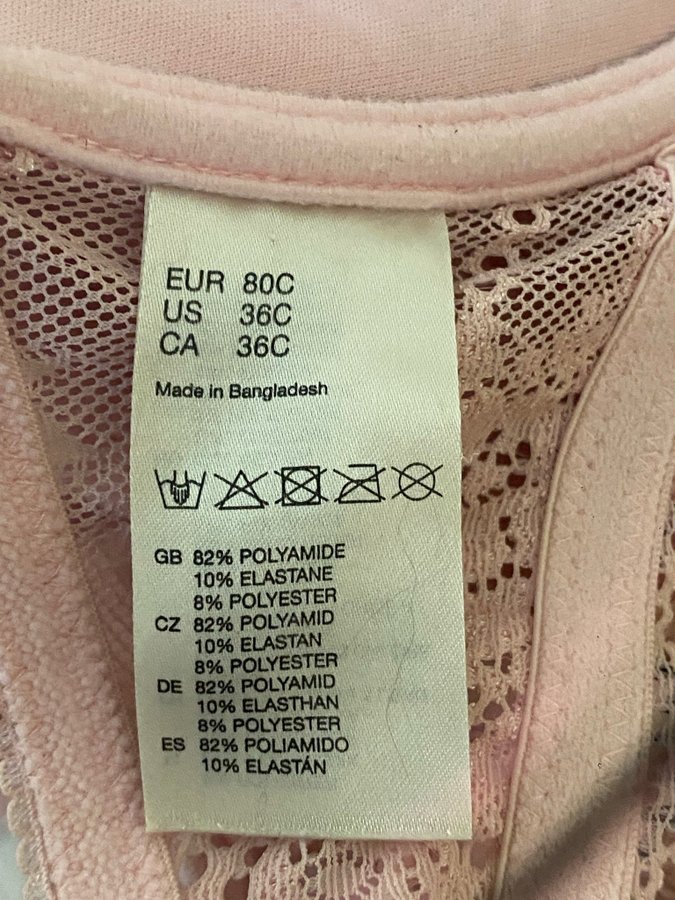 EUR 80C
US 36C
CA 36C
Made in Bangladesh
GB 82% POLYAMIDE
10% ELASTANE
8% POLYESTER
CZ 82% POLYAMID
10% ELASTAN
8% POLYESTER
DE 82% POLYAMID
10% ELASTHAN
8% POLYESTER
ES 82% POLIAMIDO
10% ELASTÁN